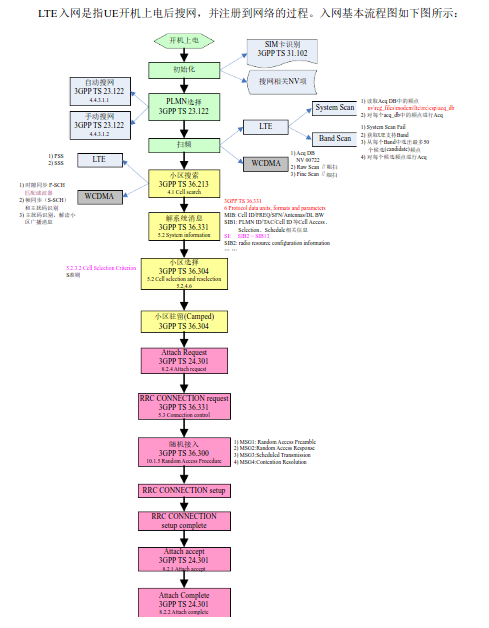 LTE入网是指UE开机上电后搜网，并注册到网络的过程。入网基本流程图如下图所示：
开机上电
SIM卡识别
3GPP TS 31.102
初始化
搜网相关NV项
自动搜网
3GPP TS 23.122
4.4.3.1.1
手动搜网
3GPP TS 23.122
4.4.3.1.2
PLMN选择
3GPP TS 23.122
扫频
LTE
WCDMA
System Scan
Band Scan
1) 读取Acq DB中的频点
nv/reg_files/modem/lte/rrc/csp/acq_db
2) 对每个acq_db中的频点进行Acq
1) System Scan Fail
2) 获取UE支持Band
3) 从每个Band中选出最多50
个候选(candidate)频点
4) 对每个候选频点进行Acq
1) Acq DB
NV 00722
2) Raw Scan // 粗扫
3) Fine Scan // 细扫
1) PSS
2) SSS
LTE
1) 时隙同步 P-SCH
匹配滤波器
2) 帧同步（S-SCH）
和主扰码识别
3) 主扰码识别、解读小
区广播消息
WCDMA
小区搜索
3GPP TS 36.213
4.1 Cell search
解系统消息
3GPP TS 36.331
5.2 System information
3GPP TS 36.331
6 Protocol data units, formats and parameters
MIB: Cell ID/FREQ/SFN/Antennas/DL BW
SIB1: PLMN ID/TAC/Cell ID等Cell Access、
Selection、Schedule相关信息
SI: SIB2 ~ SIB13
SIB2: radio resource configuration information
... ...
5.2.3.2 Cell Selection Criterion
S准则
小区选择
3GPP TS 36.304
5.2 Cell selection and reselection
5.2.4.6
小区驻留(Camped)
3GPP TS 36.304
Attach Request
3GPP TS 24.301
8.2.4 Attach request
RRC CONNECTION request
3GPP TS 36.331
5.3 Connection control
随机接入
3GPP TS 36.300
10.1.5 Random Access Procedure
1) MSG1: Random Access Preamble
2) MSG2:Random Access Response
3) MSG3:Scheduled Transmission
4) MSG4:Contention Resolution
RRC CONNECTION setup
RRC CONNECTION
setup complete
Attach accept
3GPP TS 24.301
8.2.1 Attach accept
Attach Complete
3GPP TS 24.301
8.2.2 Attach complete